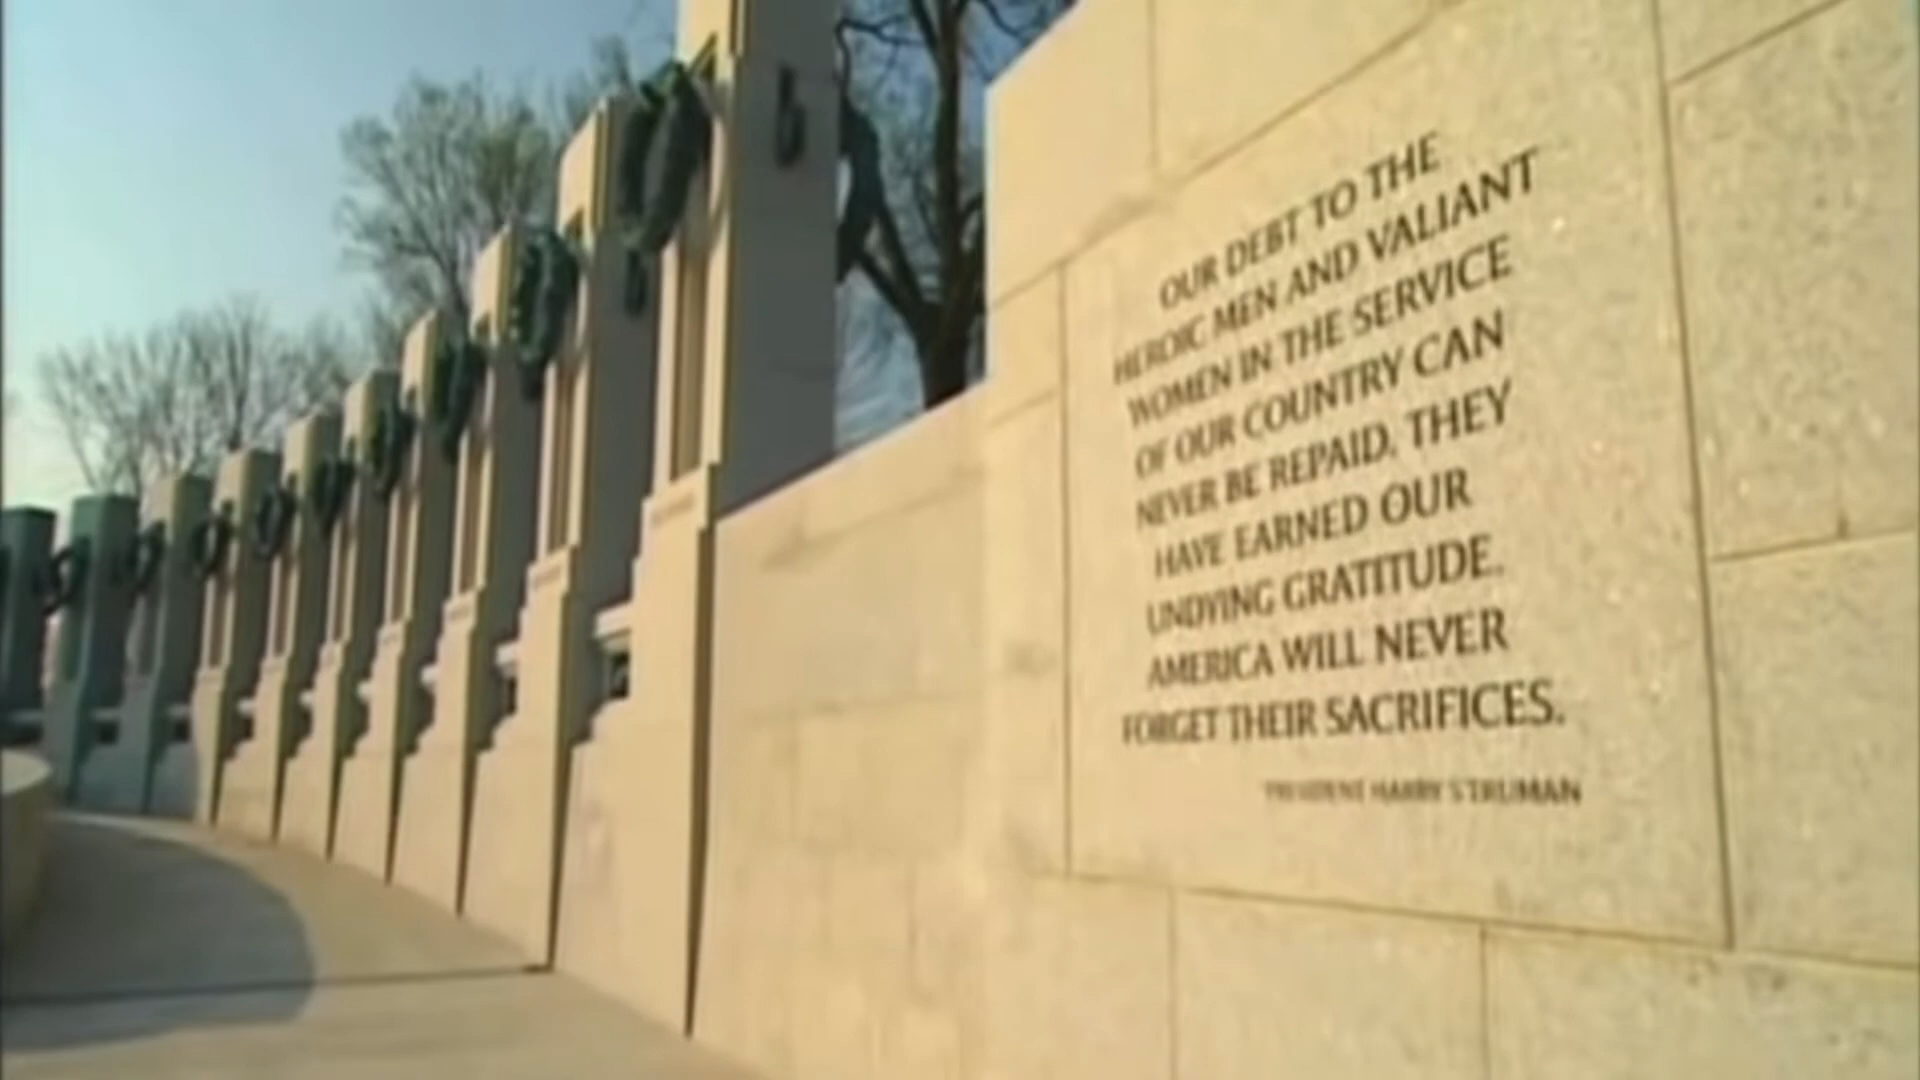 OUR DEBT TO THE
HEROIC MEN AND VALIANT
WOMEN IN THE SERVICE
OF OUR COUNTRY CAN
NEVER BE REPAID. THEY
HAVE EARNED OUR
UNDYING GRATITUDE.
AMERICA WILL NEVER
FORGET THEIR SACRIFICES.
PRESIDENT HARRY S TRUMAN